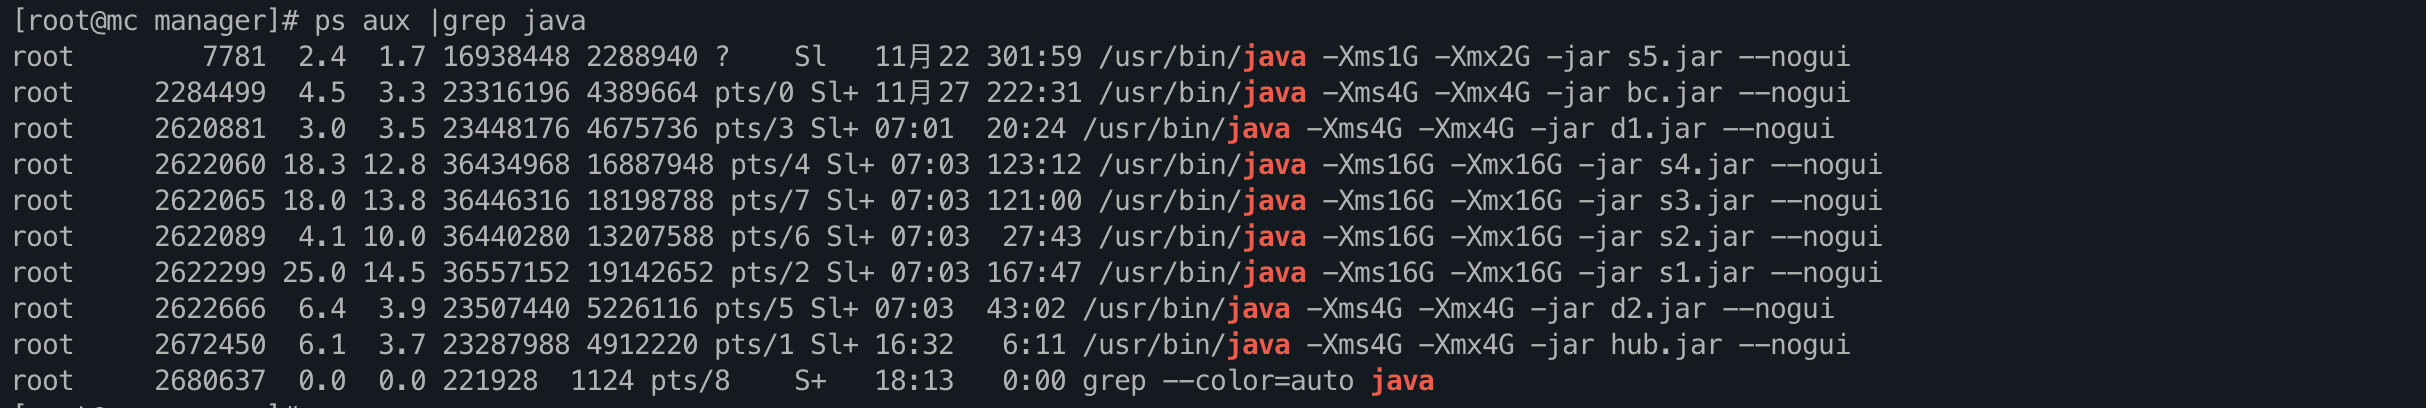 [root@mc manager]# ps aux |grep java
root        7781  2.4  1.7 16938448 2288940 ?    Sl   11月22 301:59 /usr/bin/java -Xms1G -Xmx2G -jar s5.jar --nogui
root     2284499  4.5  3.3 23316196 4389664 pts/0 Sl+ 11月27 222:31 /usr/bin/java -Xms4G -Xmx4G -jar bc.jar --nogui
root     2620881  3.0  3.5 23448176 4675736 pts/3 Sl+ 07:01  20:24 /usr/bin/java -Xms4G -Xmx4G -jar d1.jar --nogui
root     2622060 18.3 12.8 36434968 16887948 pts/4 Sl+ 07:03 123:12 /usr/bin/java -Xms16G -Xmx16G -jar s4.jar --nogui
root     2622065 18.0 13.8 36446316 18198788 pts/7 Sl+ 07:03 121:00 /usr/bin/java -Xms16G -Xmx16G -jar s3.jar --nogui
root     2622089  4.1 10.0 36440280 13207588 pts/6 Sl+ 07:03  27:43 /usr/bin/java -Xms16G -Xmx16G -jar s2.jar --nogui
root     2622299 25.0 14.5 36557152 19142652 pts/2 Sl+ 07:03 167:47 /usr/bin/java -Xms16G -Xmx16G -jar s1.jar --nogui
root     2622666  6.4  3.9 23507440 5226116 pts/5 Sl+ 07:03  43:02 /usr/bin/java -Xms4G -Xmx4G -jar d2.jar --nogui
root     2672450  6.1  3.7 23287988 4912220 pts/1 Sl+ 16:32   6:11 /usr/bin/java -Xms4G -Xmx4G -jar hub.jar --nogui
root     2680637  0.0  0.0 221928  1124 pts/8    S+   18:13   0:00 grep --color=auto java